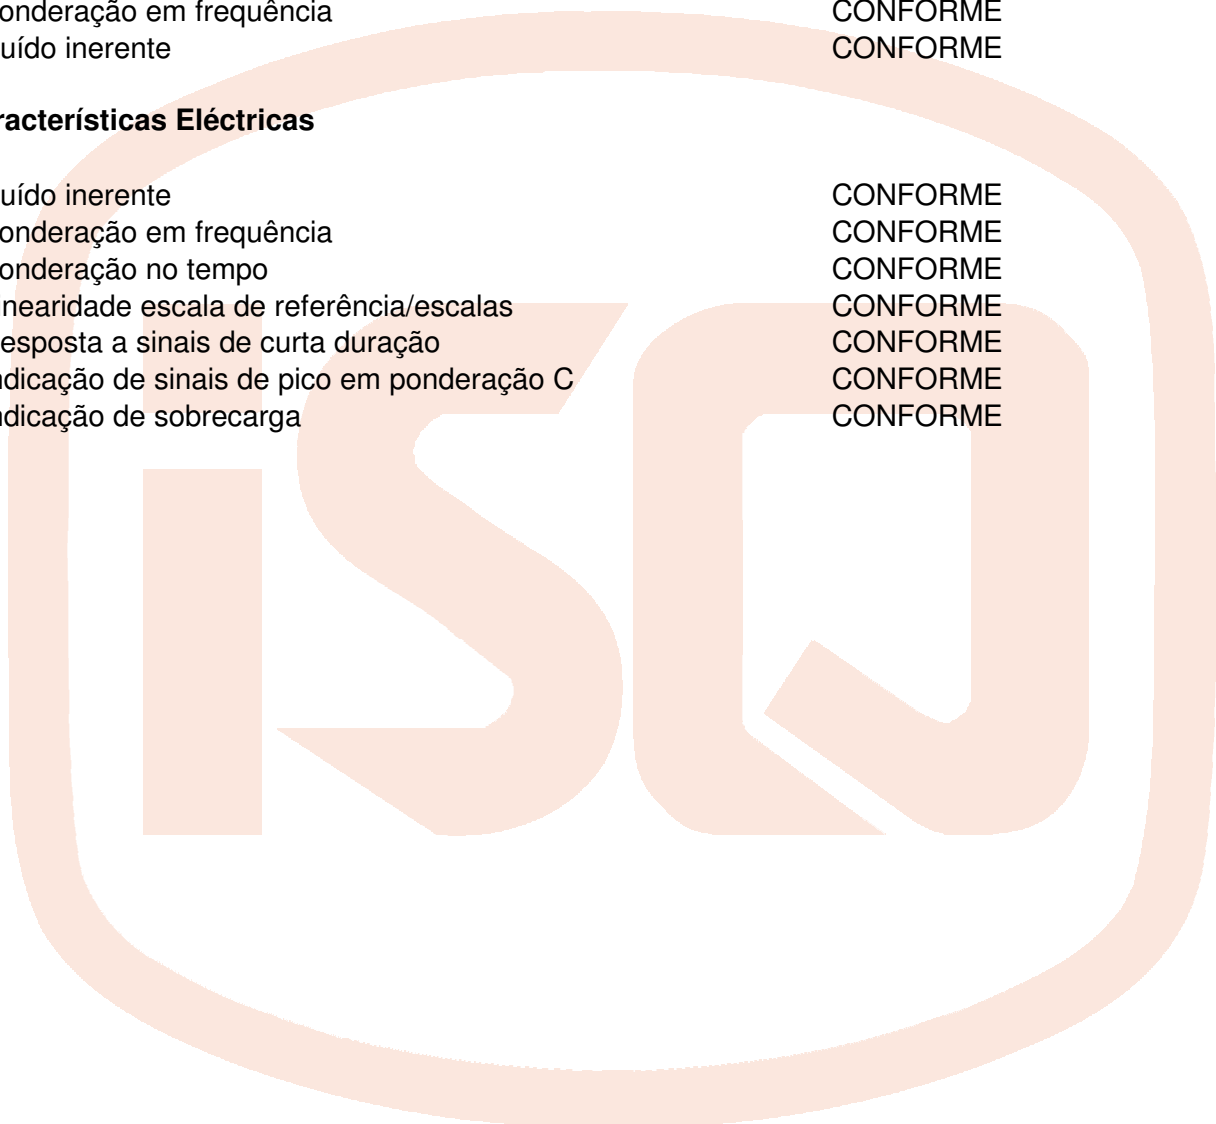 onderação em frequência CONFORME
uído inerente CONFORME
racterísticas Eléctricas
uído inerente CONFORME
onderação em frequência CONFORME
onderação no tempo CONFORME
nearidade escala de referência/escalas CONFORME
esposta a sinais de curta duração CONFORME
ndicação de sinais de pico em ponderação C CONFORME
ndicação de sobrecarga CONFORME
iSQ